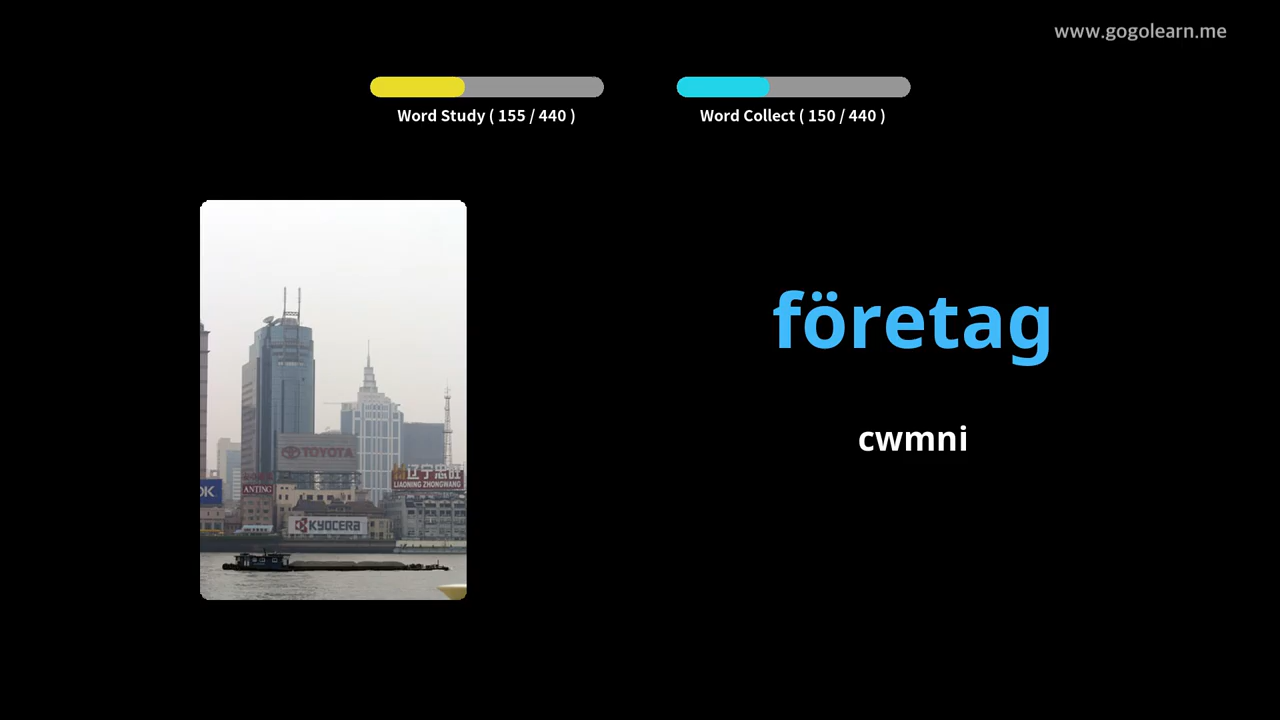 www.gogolearn.me
Word Study ( 155 / 440 )
Word Collect ( 150 / 440 )
företag
cwmni
TOYOTA
辽宁忠旺
LIAONING ZHONGWANG
OK
ANTING
KYOCERA